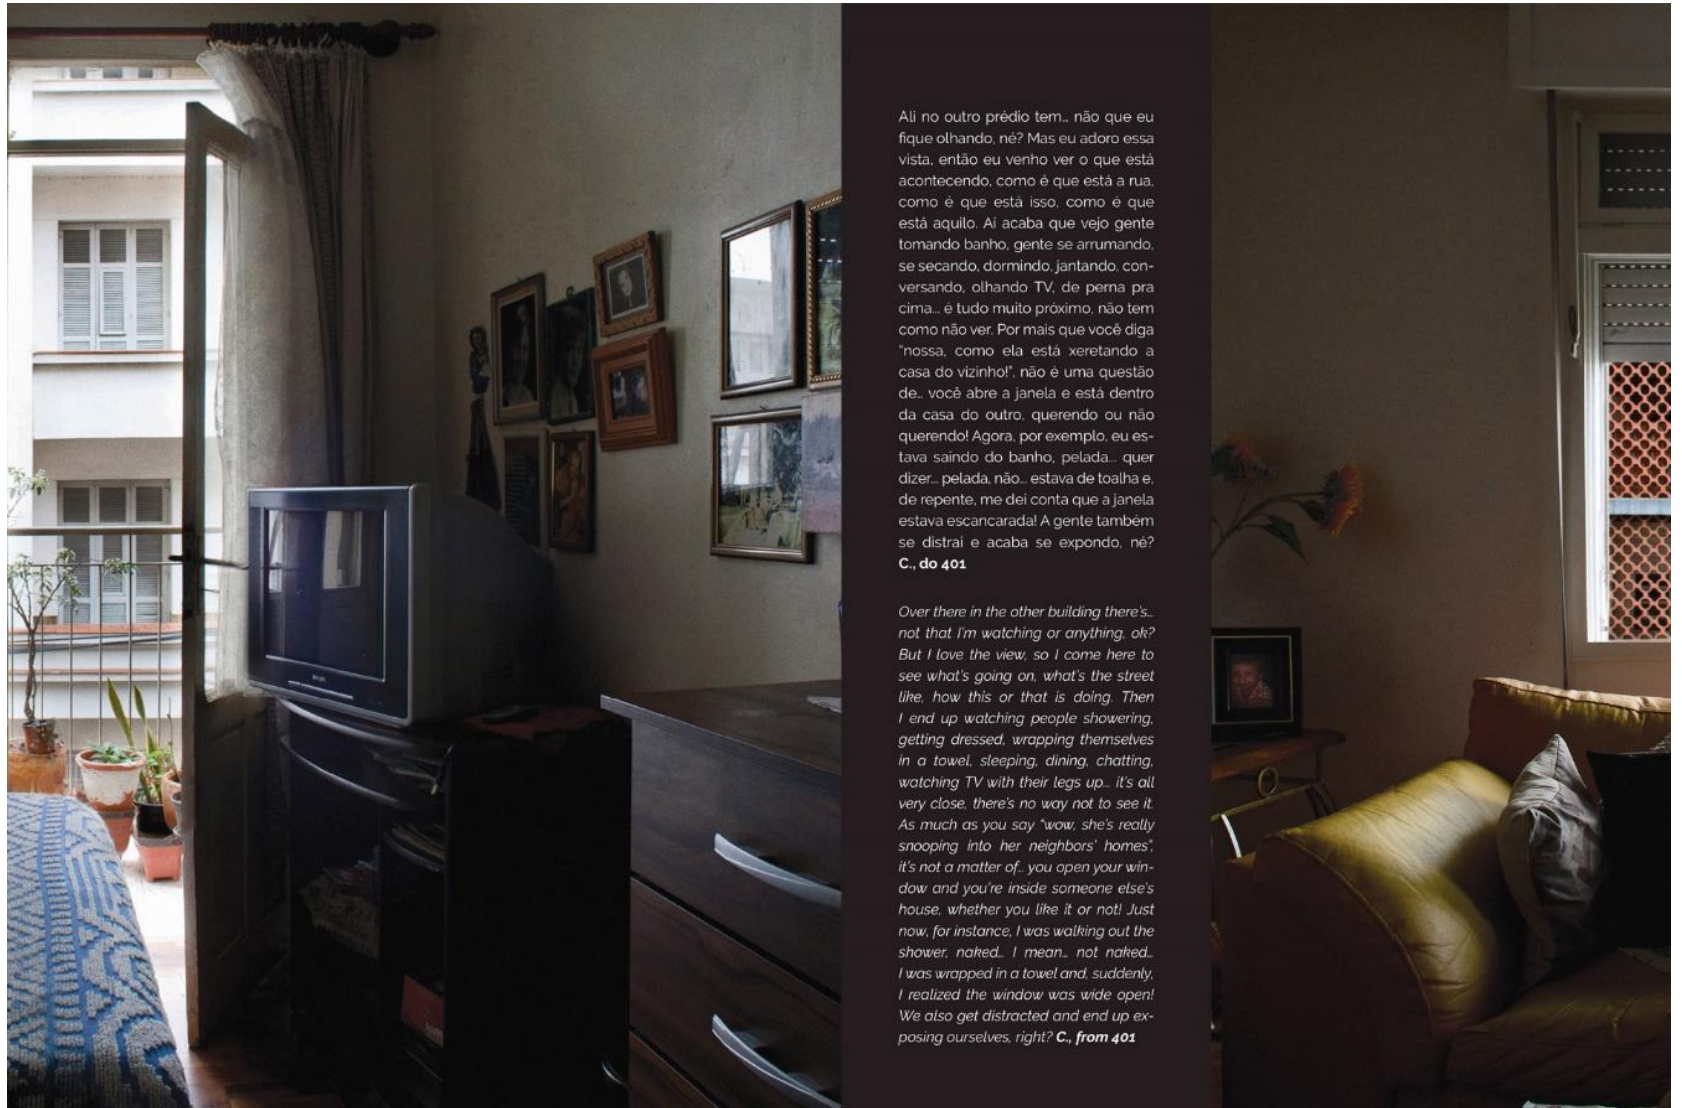 Ali no outro prédio tem… não que eu
fique olhando, né? Mas eu adoro essa
vista, então eu venho ver o que está
acontecendo, como é que está a rua,
como é que está isso, como é que
está aquilo. Aí acaba que vejo gente
tomando banho, gente se arrumando,
se secando, dormindo, jantando, con-
versando, olhando TV, de perna pra
cima… é tudo muito próximo, não tem
como não ver. Por mais que você diga
"nossa, como ela está xeretando a
casa do vizinho!", não é uma questão
de… você abre a janela e está dentro
da casa do outro, querendo ou não
querendo! Agora, por exemplo, eu es-
tava saindo do banho, pelada… quer
dizer… pelada, não… estava de toalha e,
de repente, me dei conta que a janela
estava escancarada! A gente também
se distrai e acaba se expondo, né?
C., do 401
Over there in the other building there's…
not that I'm watching or anything, ok?
But I love the view, so I come here to
see what's going on, what's the street
like, how this or that is doing. Then
I end up watching people showering,
getting dressed, wrapping themselves
in a towel, sleeping, dining, chatting,
watching TV with their legs up… it's all
very close, there's no way not to see it.
As much as you say "wow, she's really
snooping into her neighbors' homes",
it's not a matter of… you open your win-
dow and you're inside someone else's
house, whether you like it or not! Just
now, for instance, I was walking out the
shower, naked… I mean… not naked…
I was wrapped in a towel and, suddenly,
I realized the window was wide open!
We also get distracted and end up ex-
posing ourselves, right? C., from 401